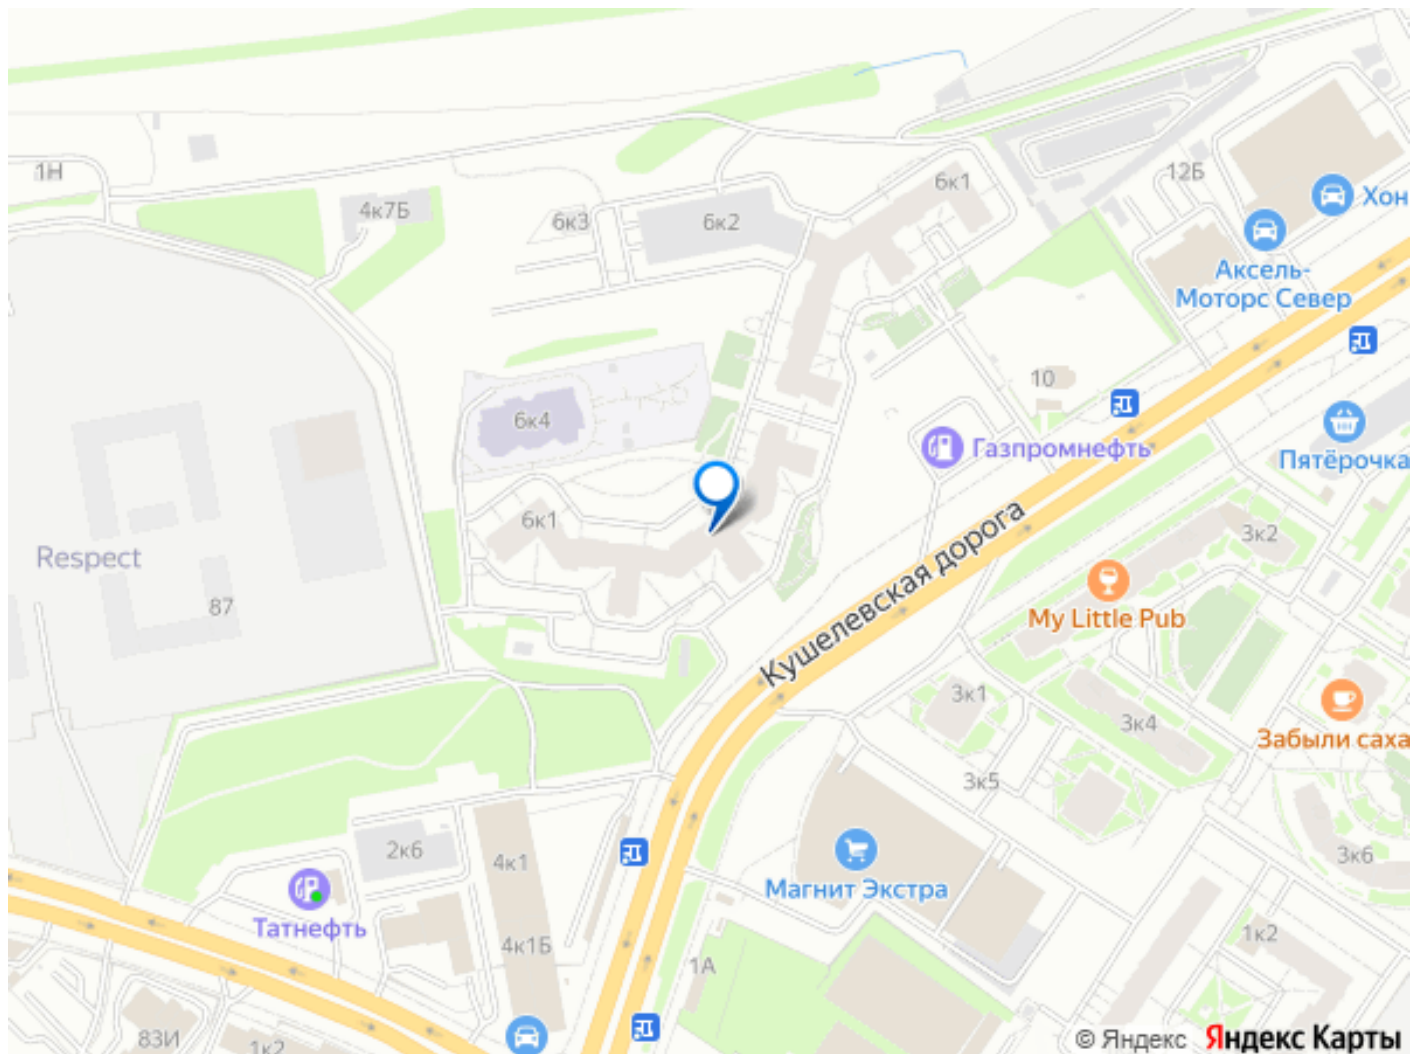 1Н
4к7Б
6к3
6к2
6к1
12Б
Хон
Аксель-
Моторс Север
10
6к4
Газпромнефть
Пятёрочка
6к1
Respect
87
Кушелевская дорога
3к2
My Little Pub
3к1
3к4
Забыли саха
3к5
2к6
4к1
Магнит Экстра
3к6
Татнефть
4к1Б
1А
1к2
83И
1к2
© Яндекс Яндекс Карты